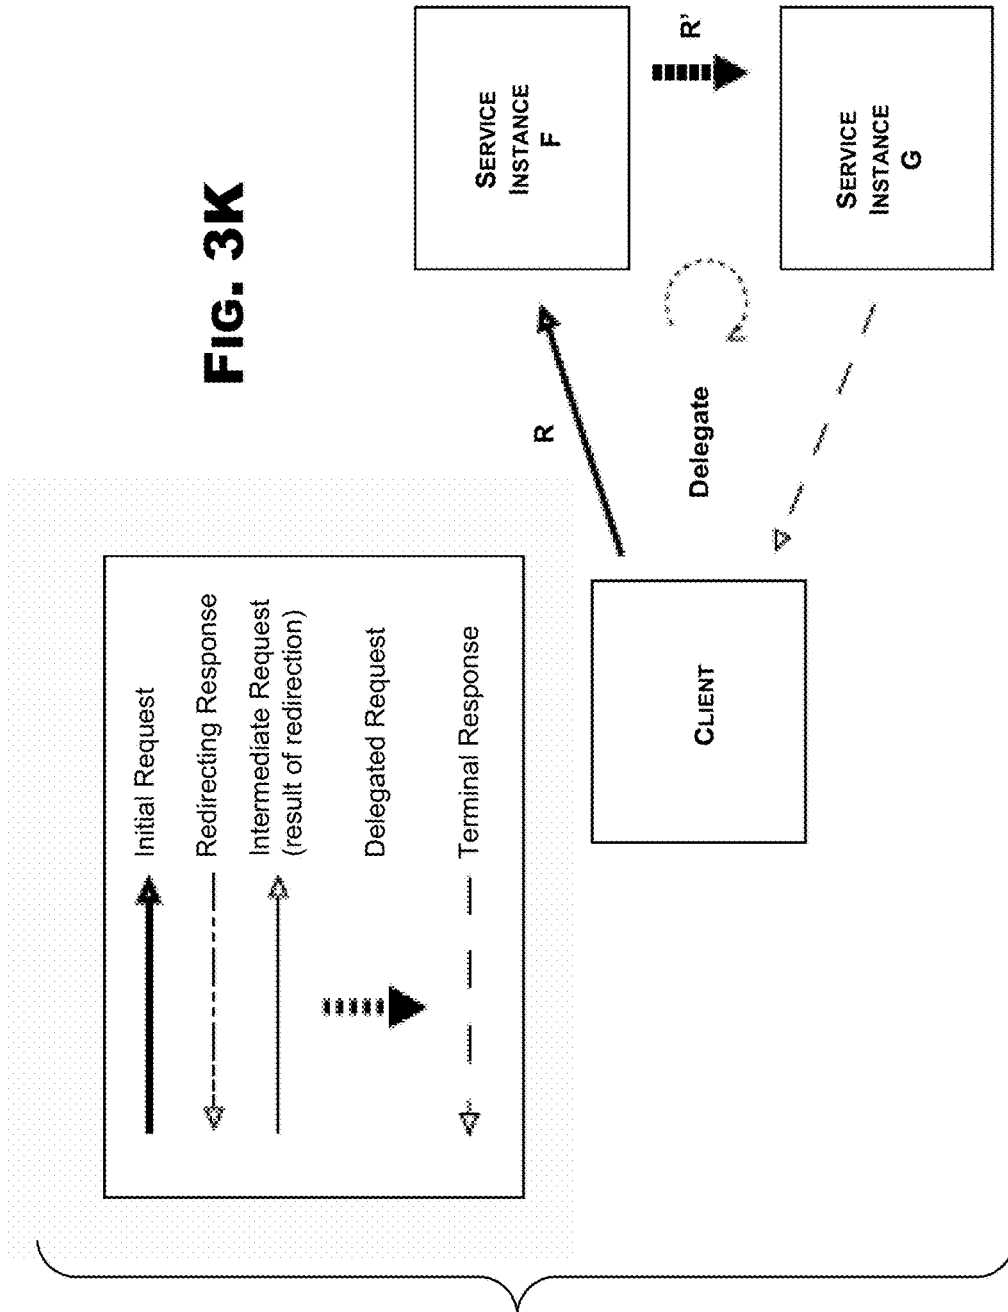 FIG. 3K
Initial Request
Redirecting Response
Intermediate Request
(result of redirection)
Delegated Request
Terminal Response
CLIENT
R
Delegate
SERVICE
INSTANCE
F
R'
SERVICE
INSTANCE
G